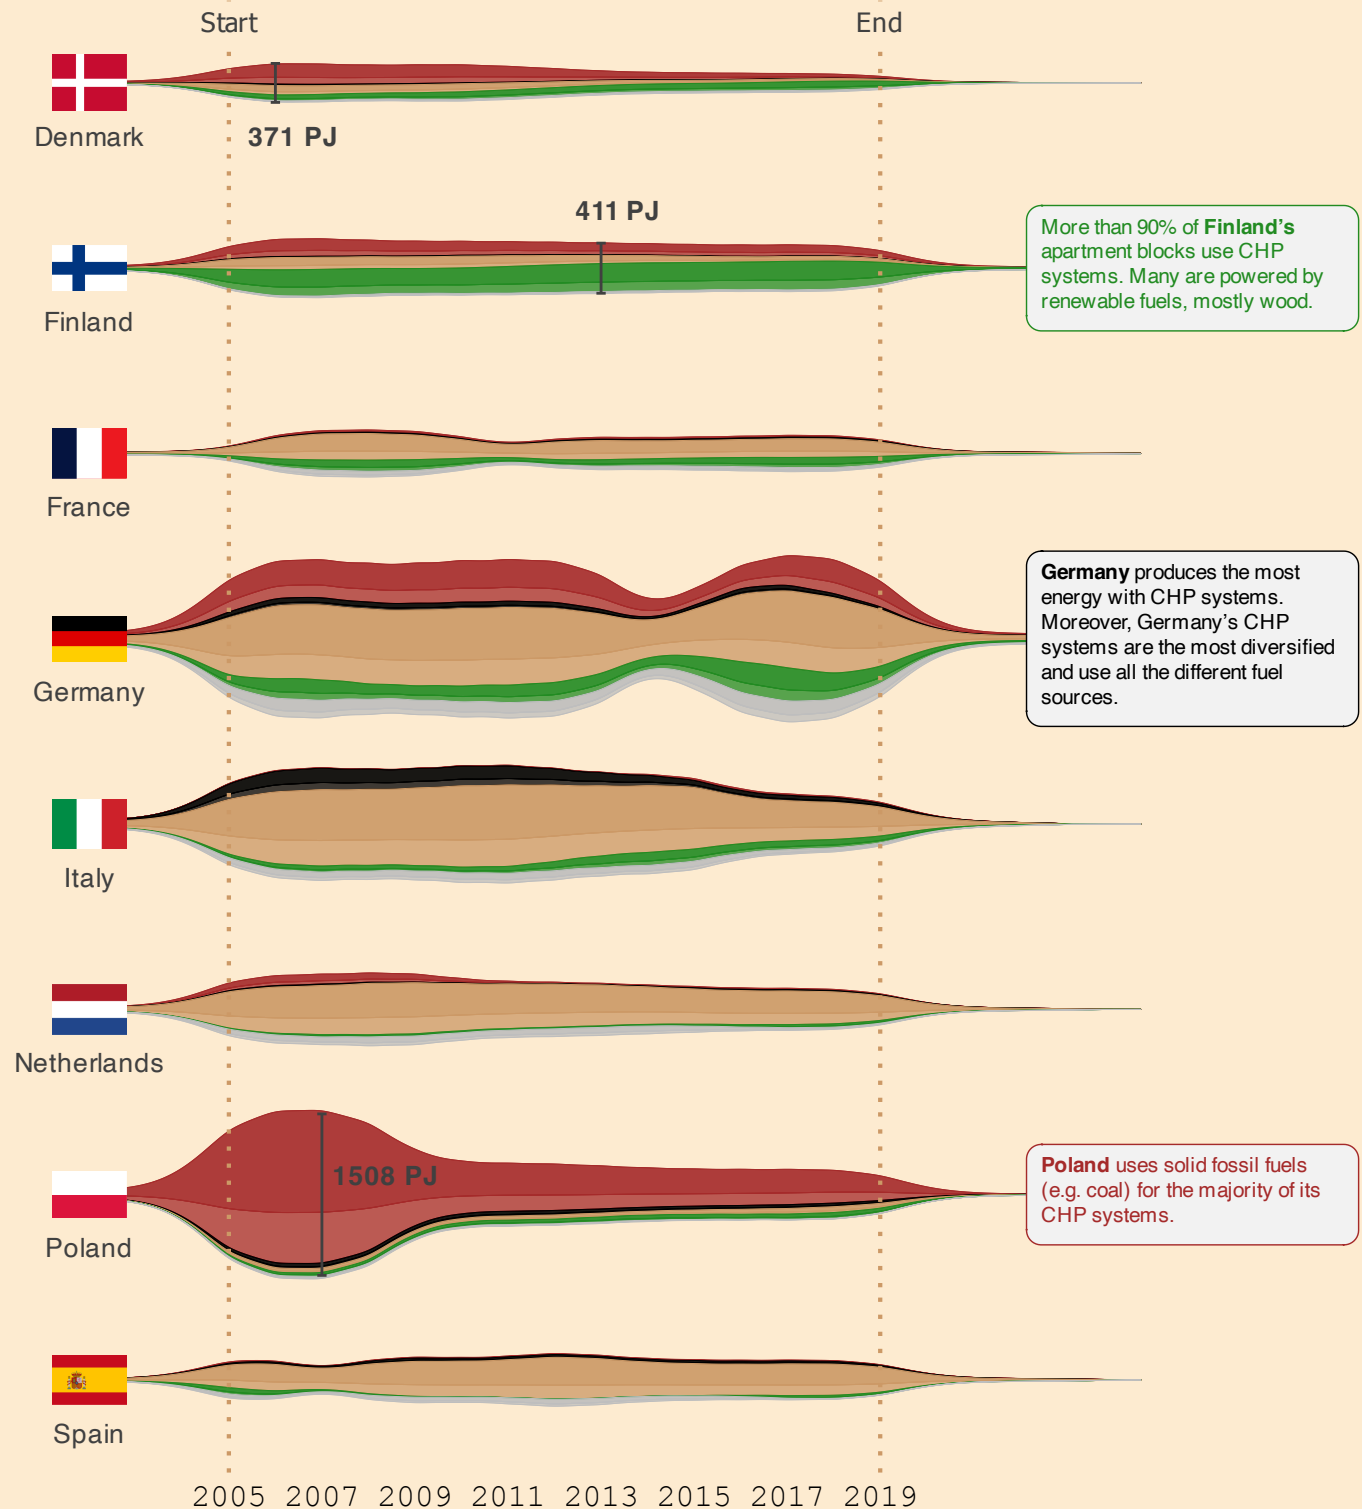 Start
End
Denmark
371 PJ
411 PJ
Finland
More than 90% of Finland's
apartment blocks use CHP
systems. Many are powered by
renewable fuels, mostly wood.
France
Germany
Germany produces the most
energy with CHP systems.
Moreover, Germany's CHP
systems are the most diversified
and use all the different fuel
sources.
Italy
Netherlands
1508 PJ
Poland
Poland uses solid fossil fuels
(e.g. coal) for the majority of its
CHP systems.
Spain
2005 2007 2009 2011 2013 2015 2017 2019